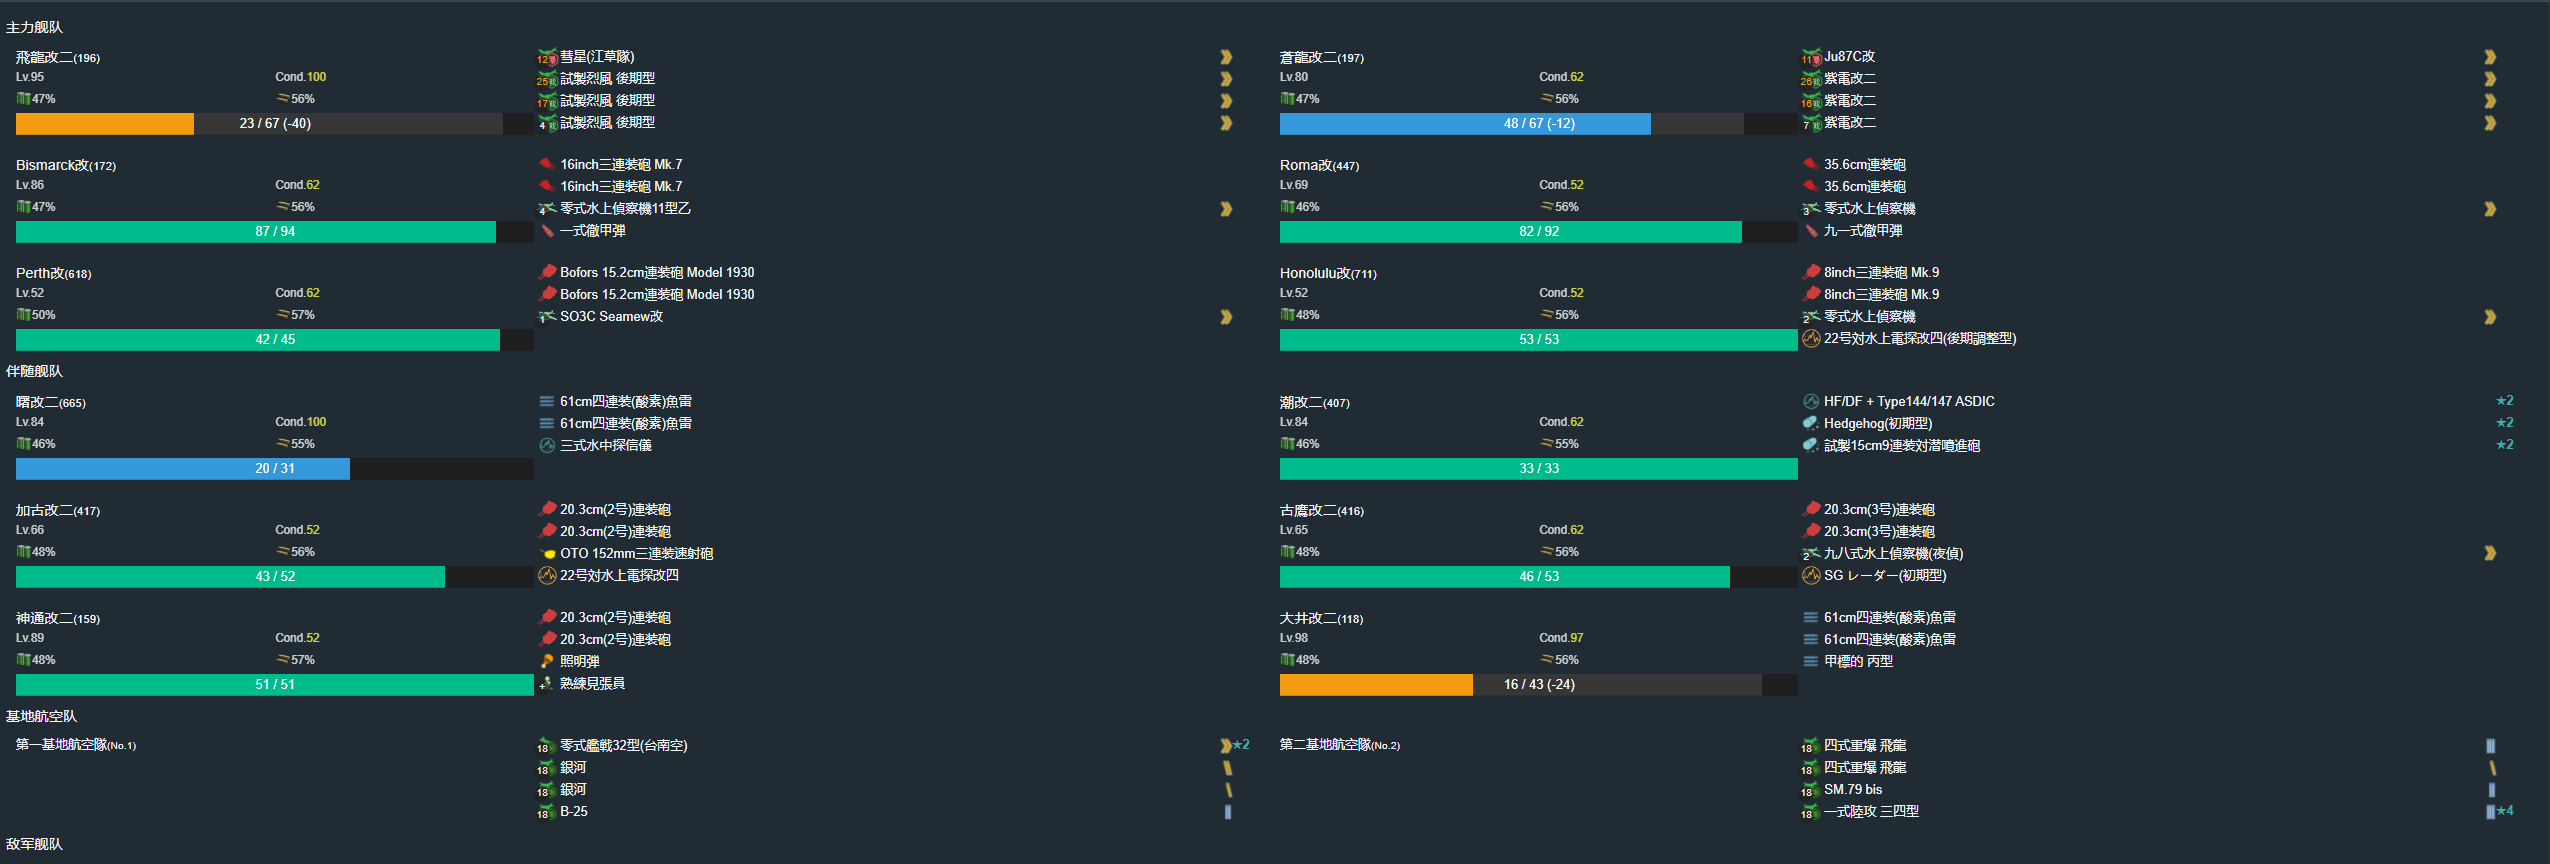 主力舰队
飛龍改二(196)
Lv.95 Cond.100
47% 56%
23 / 67 (-40)
12 彗星(江草隊)
25 試製烈風 後期型
17 試製烈風 後期型
4 試製烈風 後期型
蒼龍改二(197)
Lv.80 Cond.62
47% 56%
48 / 67 (-12)
11 Ju87C改
26 紫電改二
16 紫電改二
7 紫電改二
Bismarck改(172)
Lv.86 Cond.62
47% 56%
87 / 94
16inch三連装砲 Mk.7
16inch三連装砲 Mk.7
4 零式水上偵察機11型乙
一式徹甲弾
Roma改(447)
Lv.69 Cond.52
46% 56%
82 / 92
35.6cm連装砲
35.6cm連装砲
3 零式水上偵察機
九一式徹甲弾
Perth改(618)
Lv.52 Cond.62
50% 57%
42 / 45
Bofors 15.2cm連装砲 Model 1930
Bofors 15.2cm連装砲 Model 1930
1 SO3C Seamew改
Honolulu改(711)
Lv.52 Cond.52
48% 56%
53 / 53
8inch三連装砲 Mk.9
8inch三連装砲 Mk.9
2 零式水上偵察機
22号対水上電探改四(後期調整型)
伴随舰队
曙改二(665)
Lv.84 Cond.100
46% 55%
20 / 31
61cm四連装(酸素)魚雷
61cm四連装(酸素)魚雷
三式水中探信儀
潮改二(407)
Lv.84 Cond.62
46% 55%
33 / 33
HF/DF + Type144/147 ASDIC ★2
Hedgehog(初期型) ★2
試製15cm9連装対潜噴進砲 ★2
加古改二(417)
Lv.66 Cond.52
48% 56%
43 / 52
20.3cm(2号)連装砲
20.3cm(2号)連装砲
OTO 152mm三連装速射砲
22号対水上電探改四
古鷹改二(416)
Lv.65 Cond.62
48% 56%
46 / 53
20.3cm(3号)連装砲
20.3cm(3号)連装砲
2 九八式水上偵察機(夜偵)
SG レーダー(初期型)
神通改二(159)
Lv.89 Cond.52
48% 57%
51 / 51
20.3cm(2号)連装砲
20.3cm(2号)連装砲
照明弾
熟練見張員
大井改二(118)
Lv.98 Cond.97
48% 56%
16 / 43 (-24)
61cm四連装(酸素)魚雷
61cm四連装(酸素)魚雷
甲標的 丙型
基地航空队
第一基地航空隊(No.1)
18 零式艦戦32型(台南空) ★2
18 銀河
18 銀河
18 B-25
第二基地航空隊(No.2)
18 四式重爆 飛龍
18 四式重爆 飛龍
18 SM.79 bis
18 一式陸攻 三四型 ★4
敌军舰队